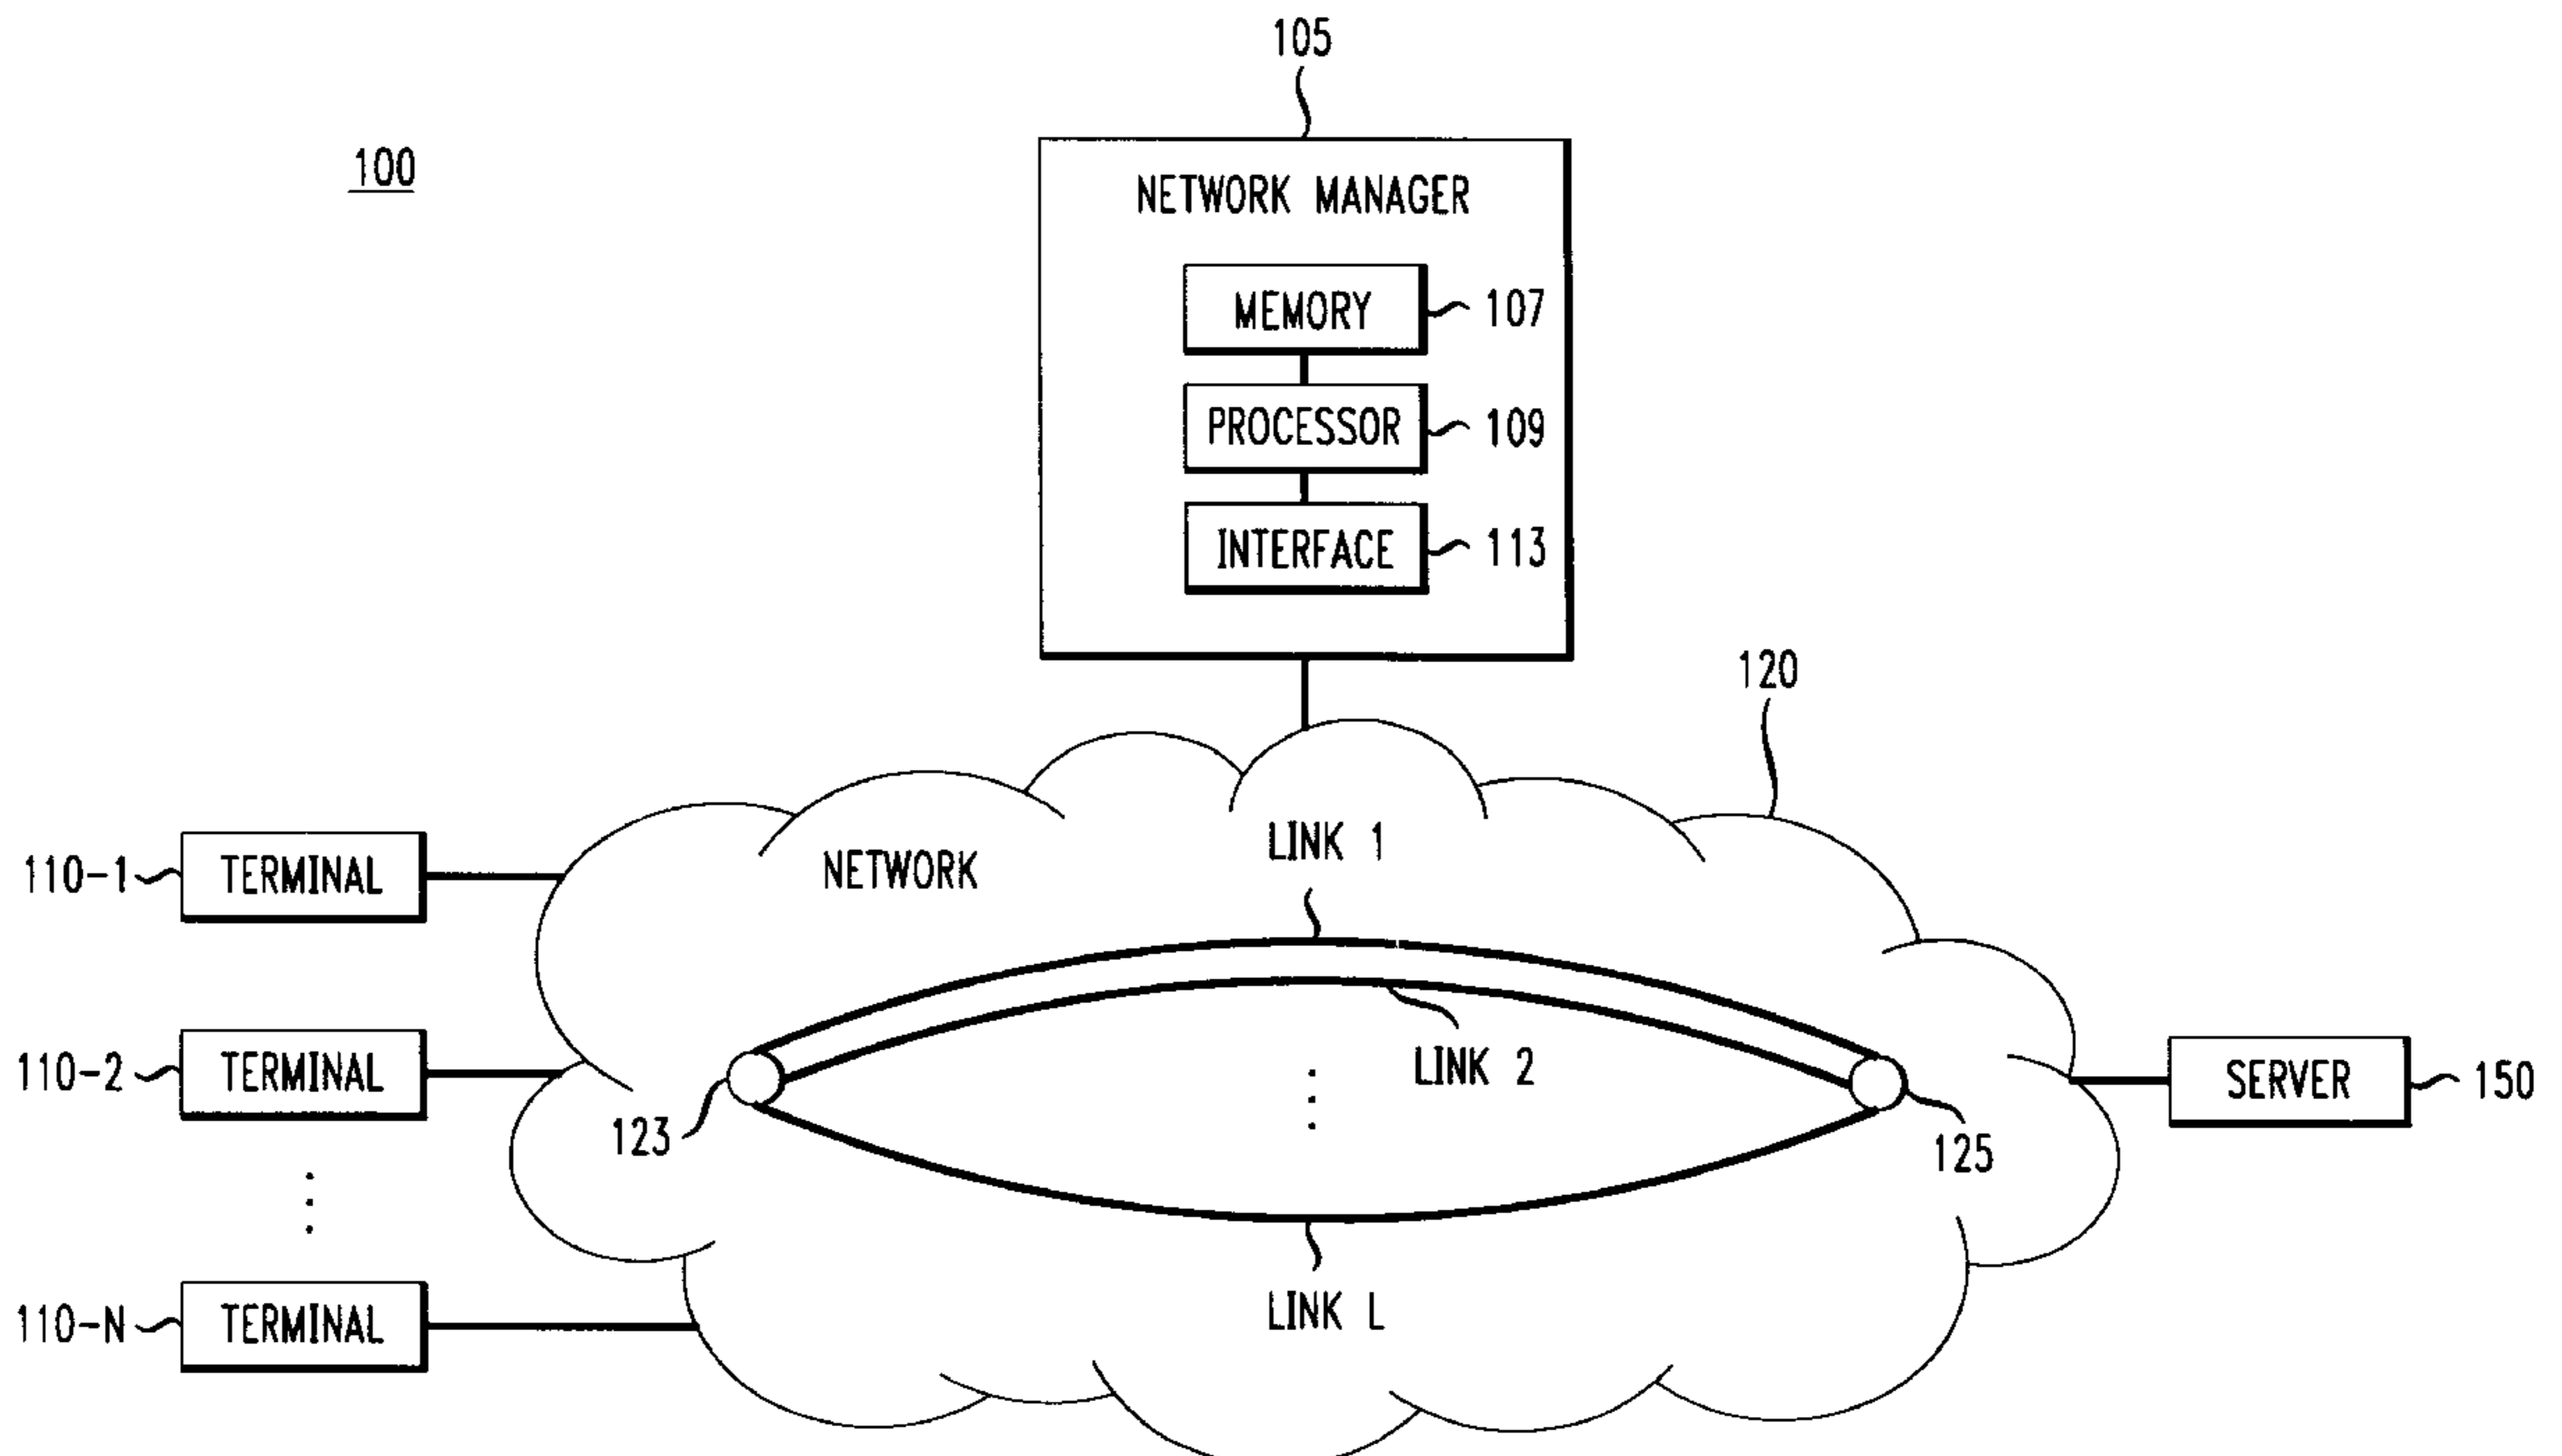 105
100
NETWORK MANAGER
MEMORY
107
PROCESSOR
109
INTERFACE
113
120
LINK 1
NETWORK
110-1
TERMINAL
110-2
TERMINAL
LINK 2
SERVER
150
123
125
110-N
TERMINAL
LINK L